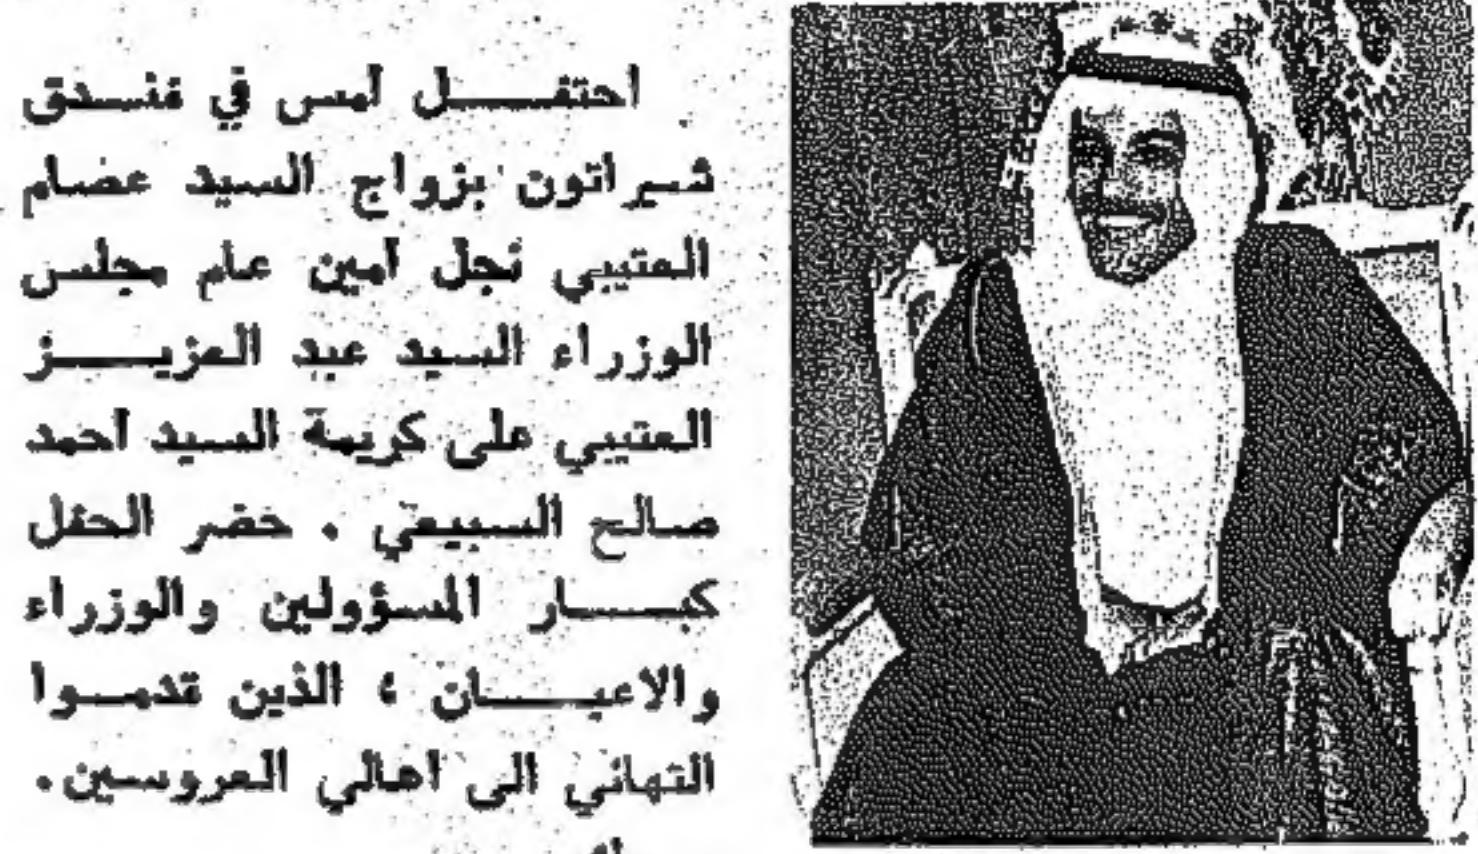 احتفل امس في فندق
شيراتون بزواج السيد عصام
العتيبي نجل امين عام مجلس
الوزراء السيد عبد العزيز
العتيبي على كريمة السيد احمد
صالح السبيعي . حضر الحفل
كبار المسؤولين والوزراء
والاعيان ، الذين قدموا
التهاني الى اهالي العروسين .